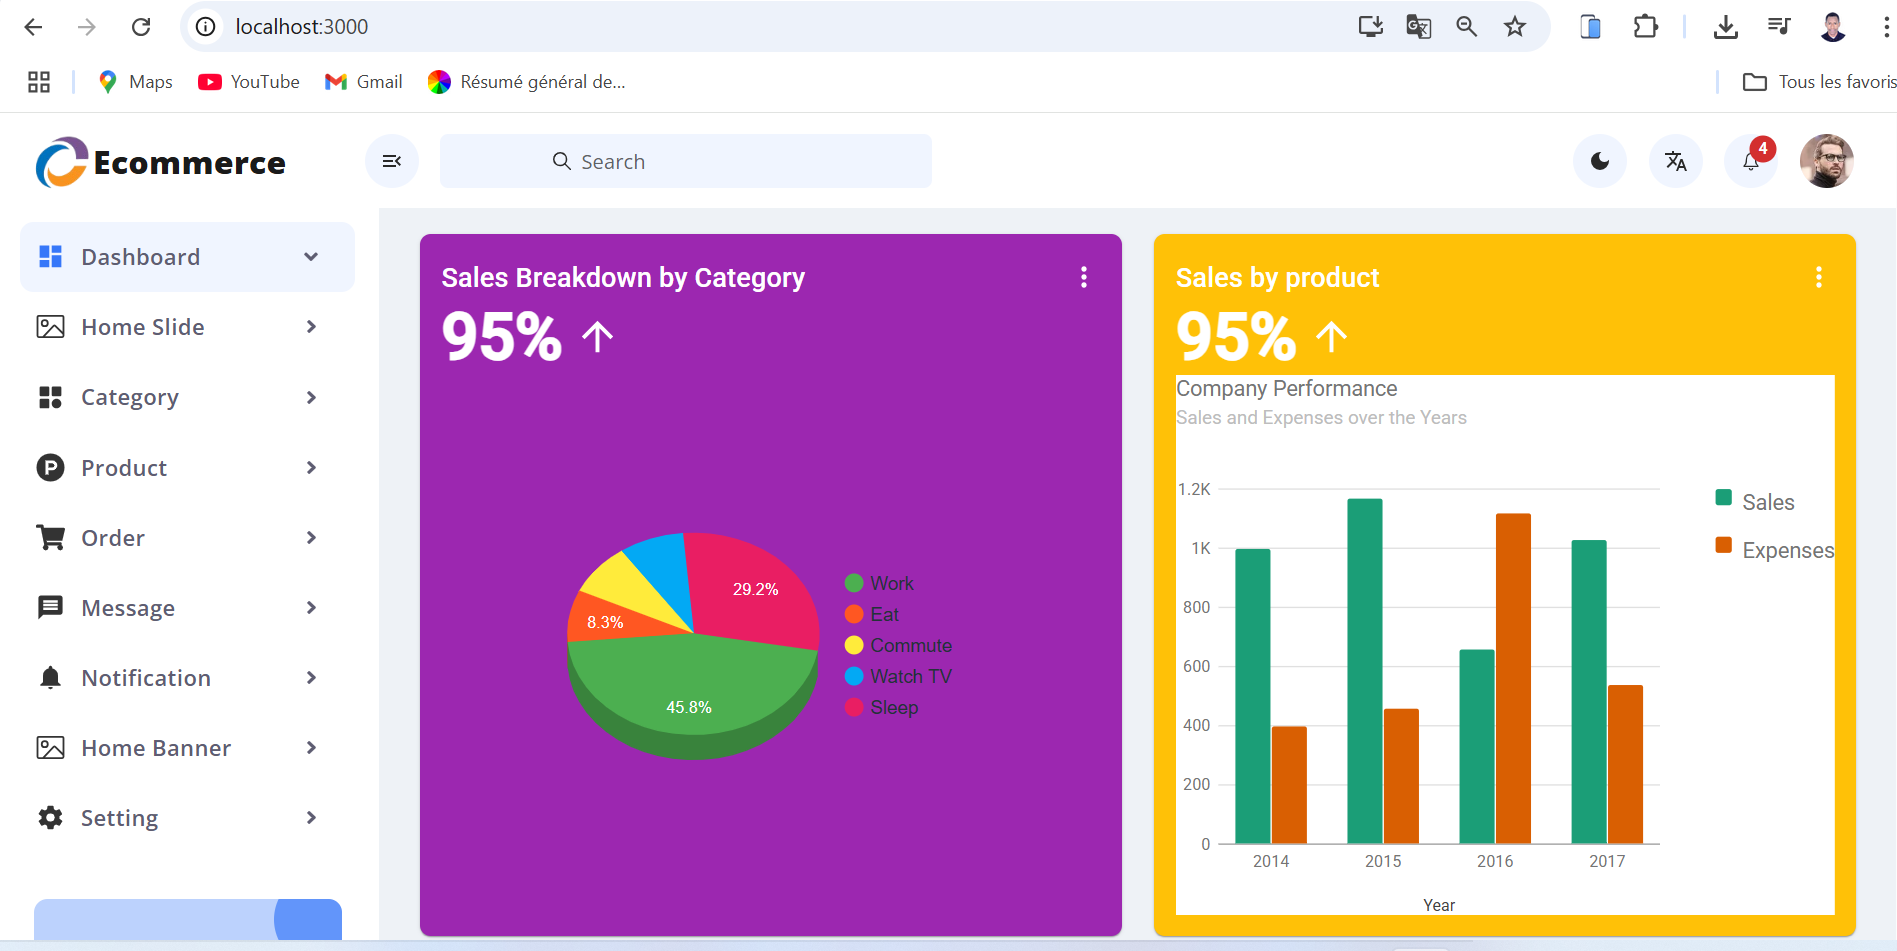 localhost:3000
Maps YouTube Gmail Résumé général de... Tous les favoris
Ecommerce Search 4
Dashboard
Home Slide
Category
Product
Order
Message
Notification
Home Banner
Setting
Sales Breakdown by Category
95%
29.2%
8.3%
45.8%
Work
Eat
Commute
Watch TV
Sleep
Sales by product
95%
Company Performance
Sales and Expenses over the Years
1.2K
1K
800
600
400
200
0
2014 2015 2016 2017
Year
Sales
Expenses